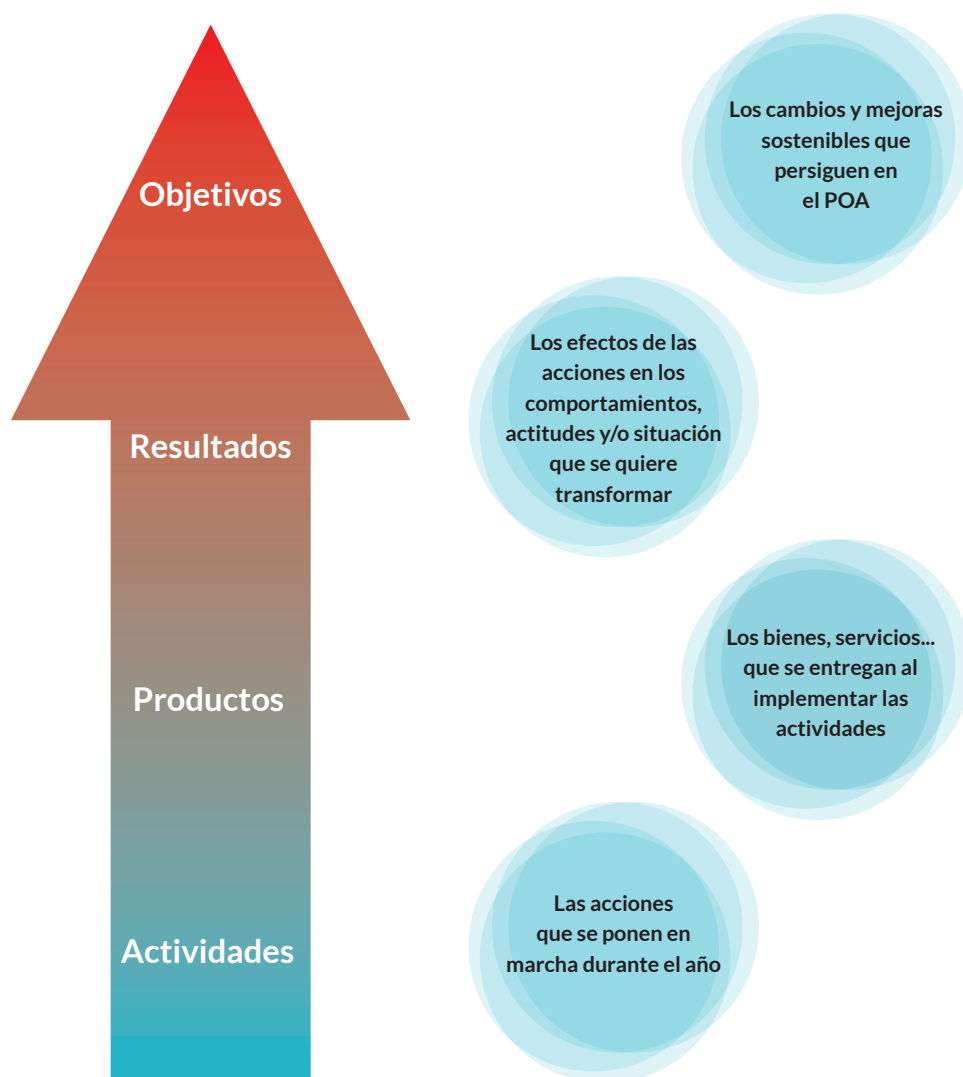 Objetivos
Los cambios y mejoras
sostenibles que
persiguen en
el POA
Resultados
Los efectos de las
acciones en los
comportamientos,
actitudes y/o situación
que se quiere
transformar
Productos
Los bienes, servicios...
que se entregan al
implementar las
actividades
Actividades
Las acciones
que se ponen en
marcha durante el año